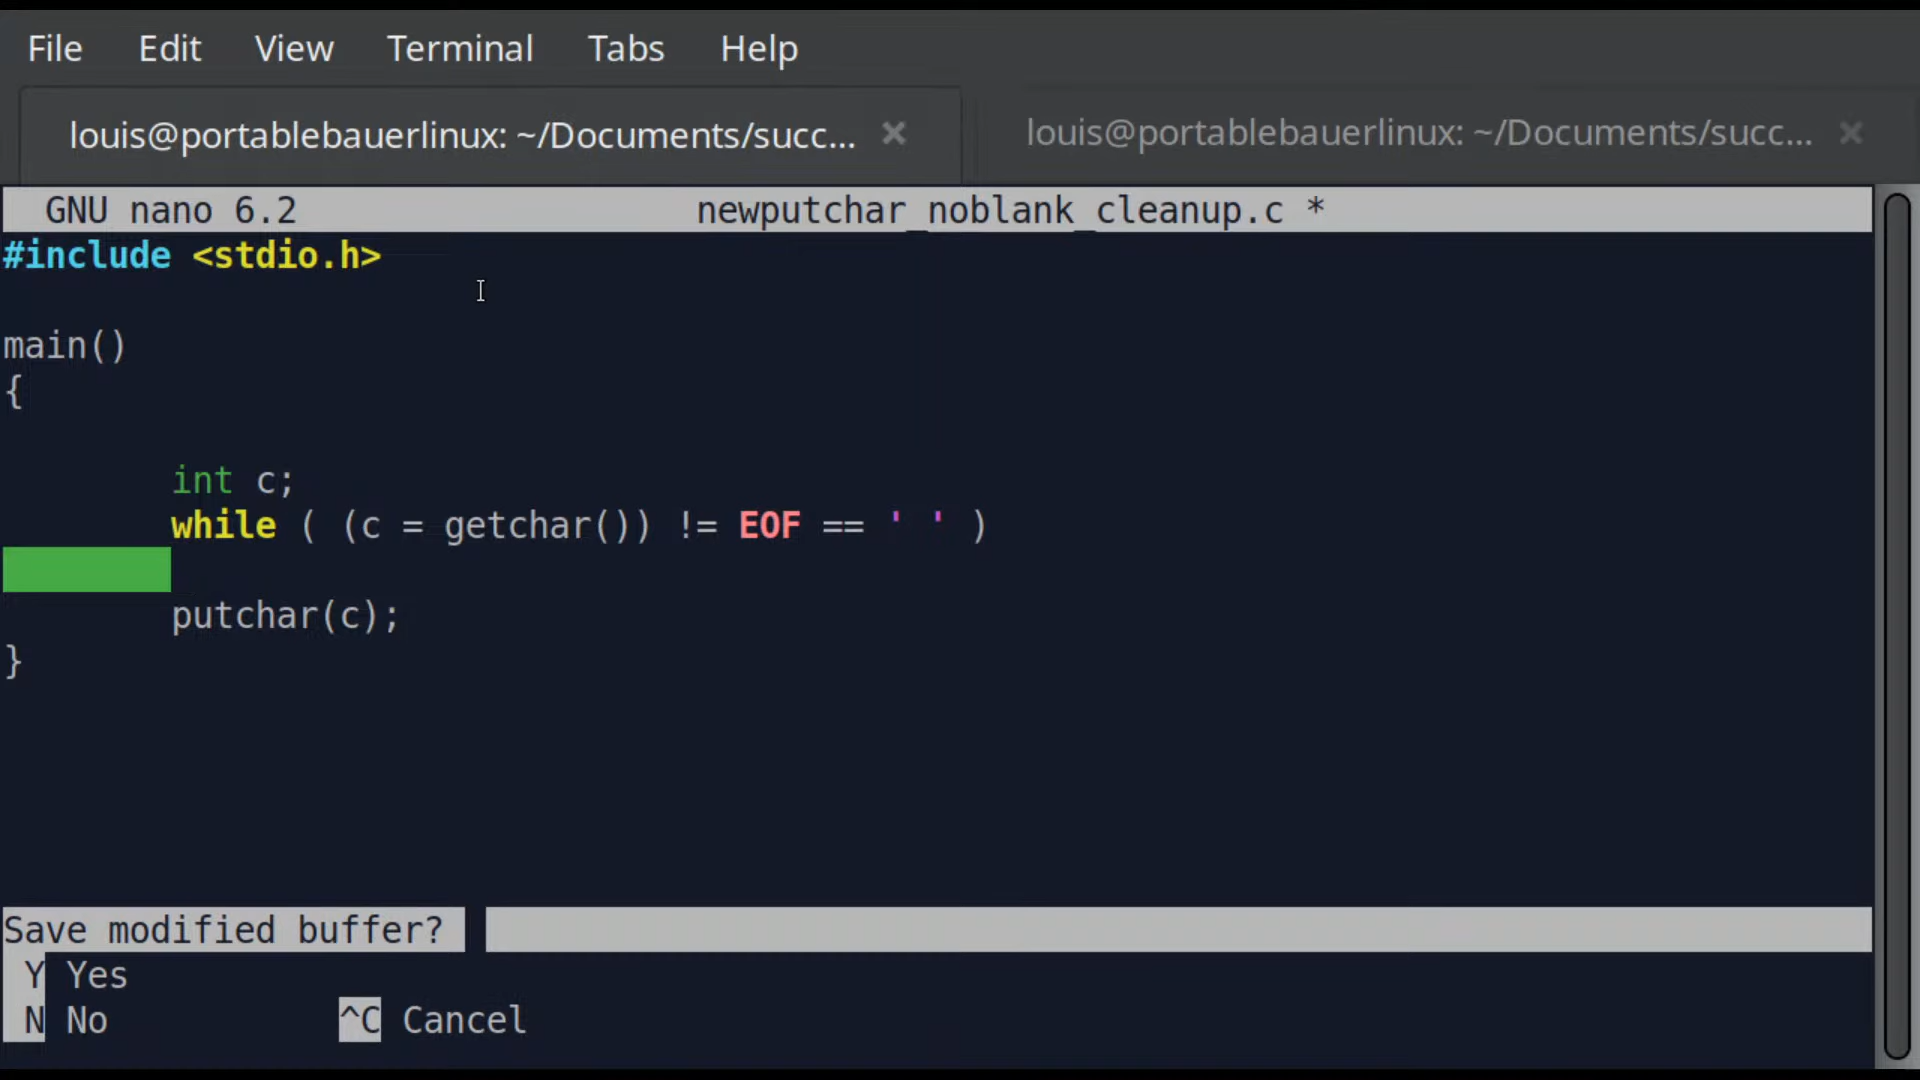 File Edit View Terminal Tabs Help
louis@portablebauerlinux: ~/Documents/succ... × louis@portablebauerlinux: ~/Documents/succ... ×
GNU nano 6.2 newputchar_noblank_cleanup.c *
#include <stdio.h>
main()
{
int c;
while ( (c = getchar()) != EOF == ' ' )
putchar(c);
}
Save modified buffer?
Y Yes
N No ^C Cancel